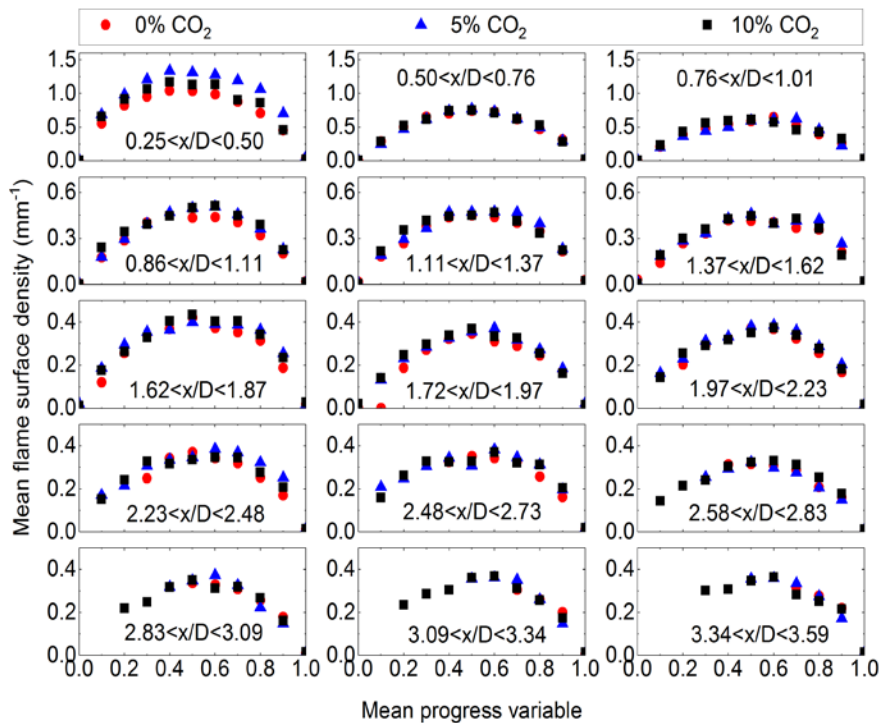 0% CO₂ 5% CO₂ 10% CO₂
1.5
1.0
0.5
0.0
0.25<x/D<0.50
0.50<x/D<0.76
0.76<x/D<1.01
0.6
0.3
0.0
0.86<x/D<1.11
1.11<x/D<1.37
1.37<x/D<1.62
0.4
0.2
0.0
1.62<x/D<1.87
1.72<x/D<1.97
1.97<x/D<2.23
0.4
0.2
0.0
2.23<x/D<2.48
2.48<x/D<2.73
2.58<x/D<2.83
0.4
0.2
0.0
2.83<x/D<3.09
3.09<x/D<3.34
3.34<x/D<3.59
0.0 0.2 0.4 0.6 0.8 1.0 0.0 0.2 0.4 0.6 0.8 1.0 0.0 0.2 0.4 0.6 0.8 1.0
Mean progress variable
Mean flame surface density (mm⁻¹)